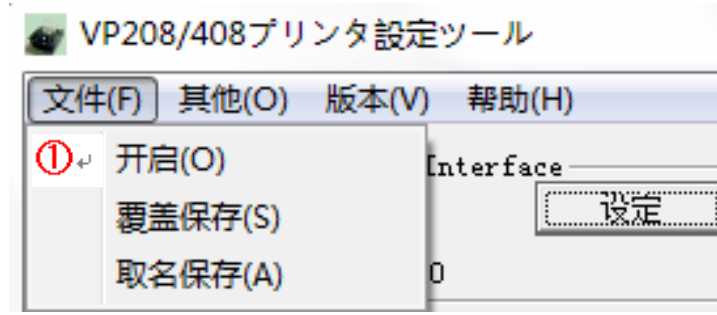 VP208/408プリンタ設定ツール
文件(F) 其他(O) 版本(V) 帮助(H)
① 开启(O)
Interface
设定
覆盖保存(S)
取名保存(A)
0